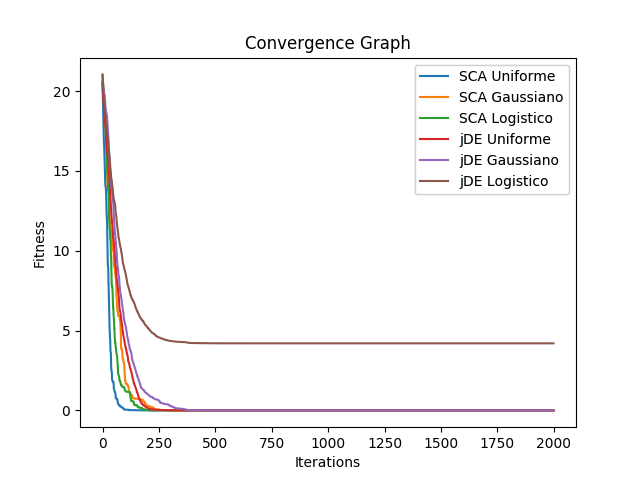 Convergence Graph
SCA Uniforme
SCA Gaussiano
SCA Logistico
jDE Uniforme
jDE Gaussiano
jDE Logistico
Fitness
20
15
10
5
0
0 250 500 750 1000 1250 1500 1750 2000
Iterations